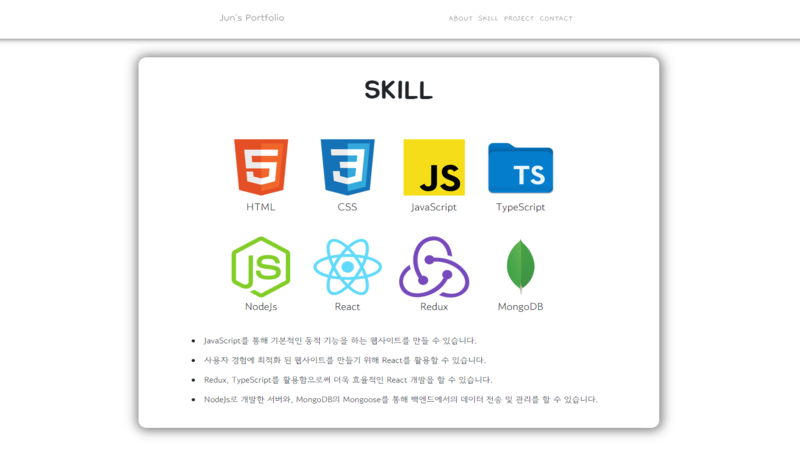 Jun's Portfolio
ABOUT SKILL PROJECT CONTACT
SKILL
5 3 JS TS
HTML CSS JavaScript TypeScript
JS
NodeJs React Redux MongoDB
• JavaScript를 통해 기본적인 동적 기능을 하는 웹사이트를 만들 수 있습니다.
• 사용자 경험에 최적화 된 웹사이트를 만들기 위해 React를 활용할 수 있습니다.
• Redux, TypeScript를 활용함으로써 더욱 효율적인 React 개발을 할 수 있습니다.
• NodeJs로 개발한 서버와, MongoDB의 Mongoose를 통해 백엔드에서의 데이터 전송 및 관리를 할 수 있습니다.